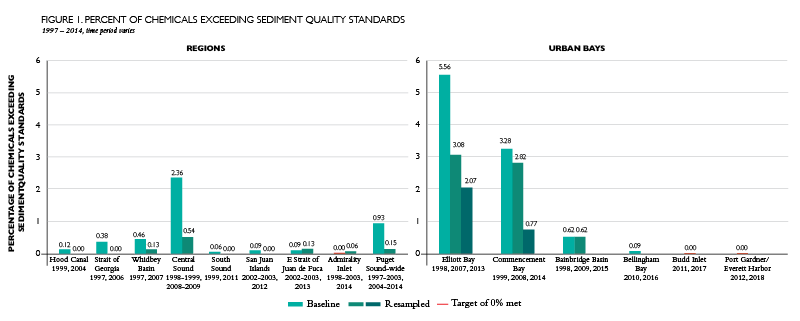 FIGURE 1. PERCENT OF CHEMICALS EXCEEDING SEDIMENT QUALITY STANDARDS
1997 – 2014, time period varies
REGIONS
PERCENTAGE OF CHEMICALS EXCEEDING
SEDIMENTQUALITY STANDARDS
6
5
4
3
2
1
0
0.12 0.00
0.38 0.00
0.46 0.13
2.36 0.54
0.06 0.00
0.09 0.00
0.09 0.13
0.00 0.06
0.93 0.15
Hood Canal
1999, 2004
Strait of
Georgia
1997, 2006
Whidbey
Basin
1997, 2007
Central
Sound
1998–1999,
2008–2009
South
Sound
1999, 2011
San Juan
Islands
2002–2003,
2012
E Strait of
Juan de Fuca
2002–2003,
2013
Admirality
Inlet
1998–2003,
2014
Puget
Sound-wide
1997–2003,
2004–2014
URBAN BAYS
6
5
4
3
2
1
0
5.56 3.08 2.07
3.28 2.82 0.77
0.62 0.62
0.09
0.00
0.00
Elliott Bay
1998, 2007, 2013
Commencement
Bay
1999, 2008, 2014
Bainbridge Basin
1998, 2009, 2015
Bellingham
Bay
2010, 2016
Budd Inlet
2011, 2017
Port Gardner/
Everett Harbor
2012, 2018
Baseline Resampled Target of 0% met